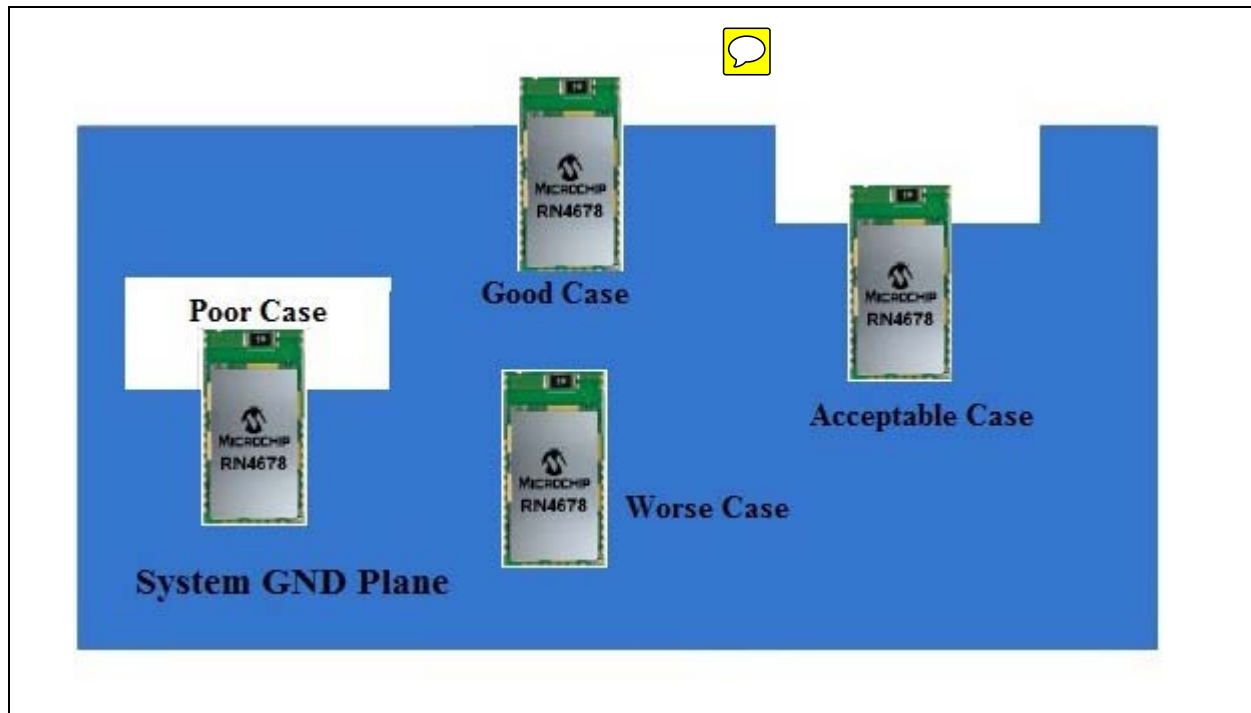 MICROCHIP
RN4678
Good Case
MICROCHIP
RN4678
Acceptable Case
Poor Case
MICROCHIP
RN4678
MICROCHIP
RN4678
Worse Case
System GND Plane